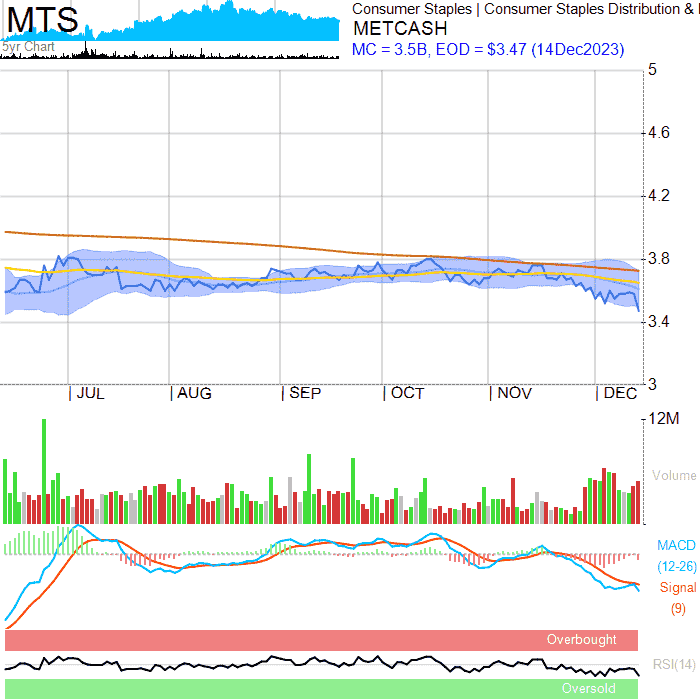 MTS
5yr Chart
Consumer Staples | Consumer Staples Distribution &
METCASH
MC = 3.5B, EOD = $3.47 (14Dec2023)
5
4.6
4.2
3.8
3.4
3
| JUL | AUG | SEP | OCT | NOV | DEC
12M
Volume
MACD
(12-26)
Signal
(9)
Overbought
RSI(14)
Oversold